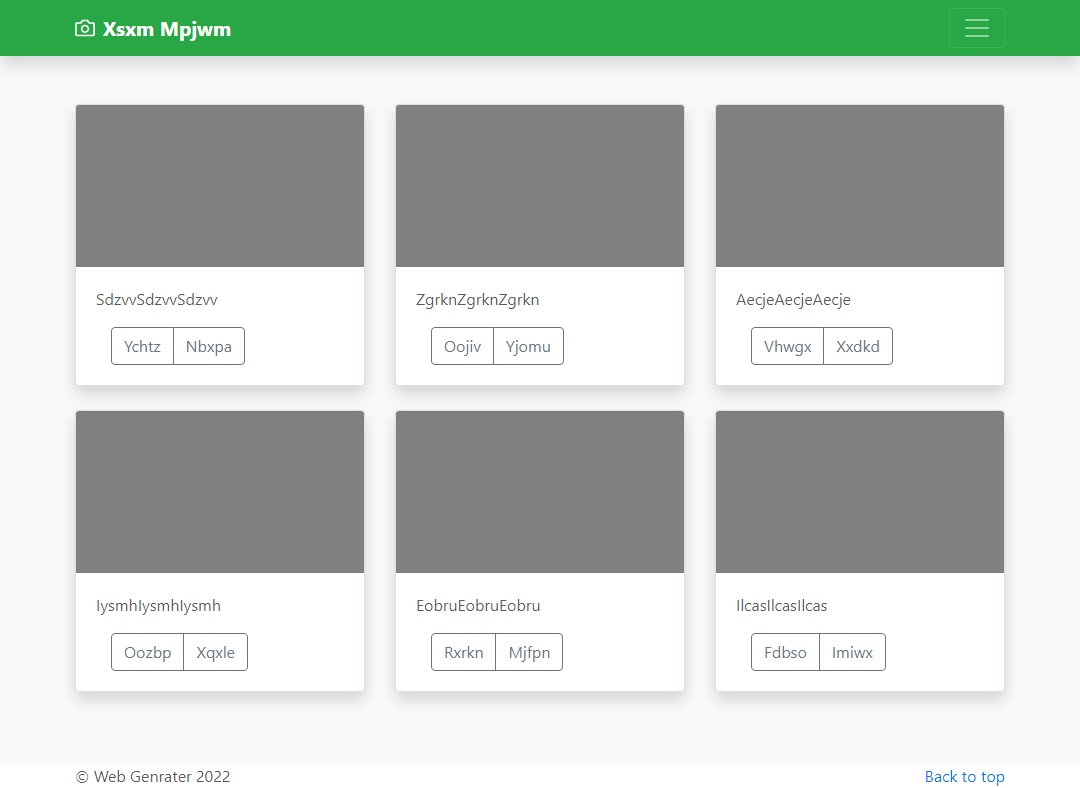 Xsxm Mpjwm
SdzvvSdzvvSdzvv
Ychtz Nbxpa
ZgrknZgrknZgrkn
Oojiv Yjomu
AecjeAecjeAecje
Vhwgx Xxdkd
IysmhIysmhIysmh
Oozbp Xqxle
EobruEobruEobru
Rxrkn Mjfpn
IlcasIlcasIlcas
Fdbso Imiwx
© Web Genrater 2022
Back to top